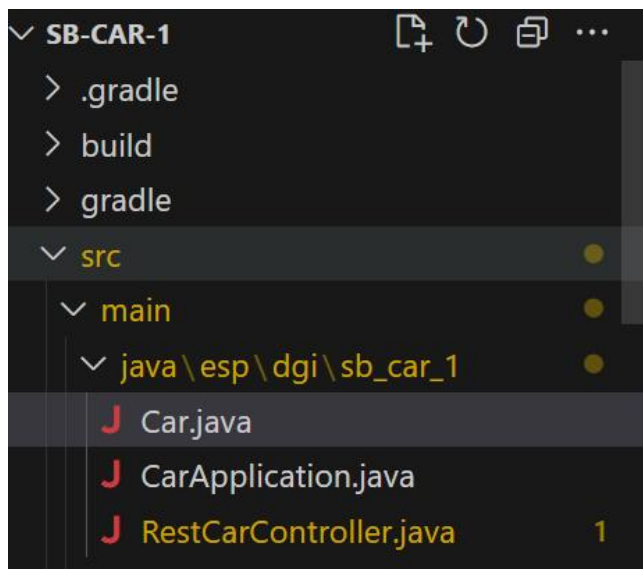 SB-CAR-1
.gradle
build
gradle
src
main
java\esp\dgi\sb_car_1
J Car.java
J CarApplication.java
J RestCarController.java 1